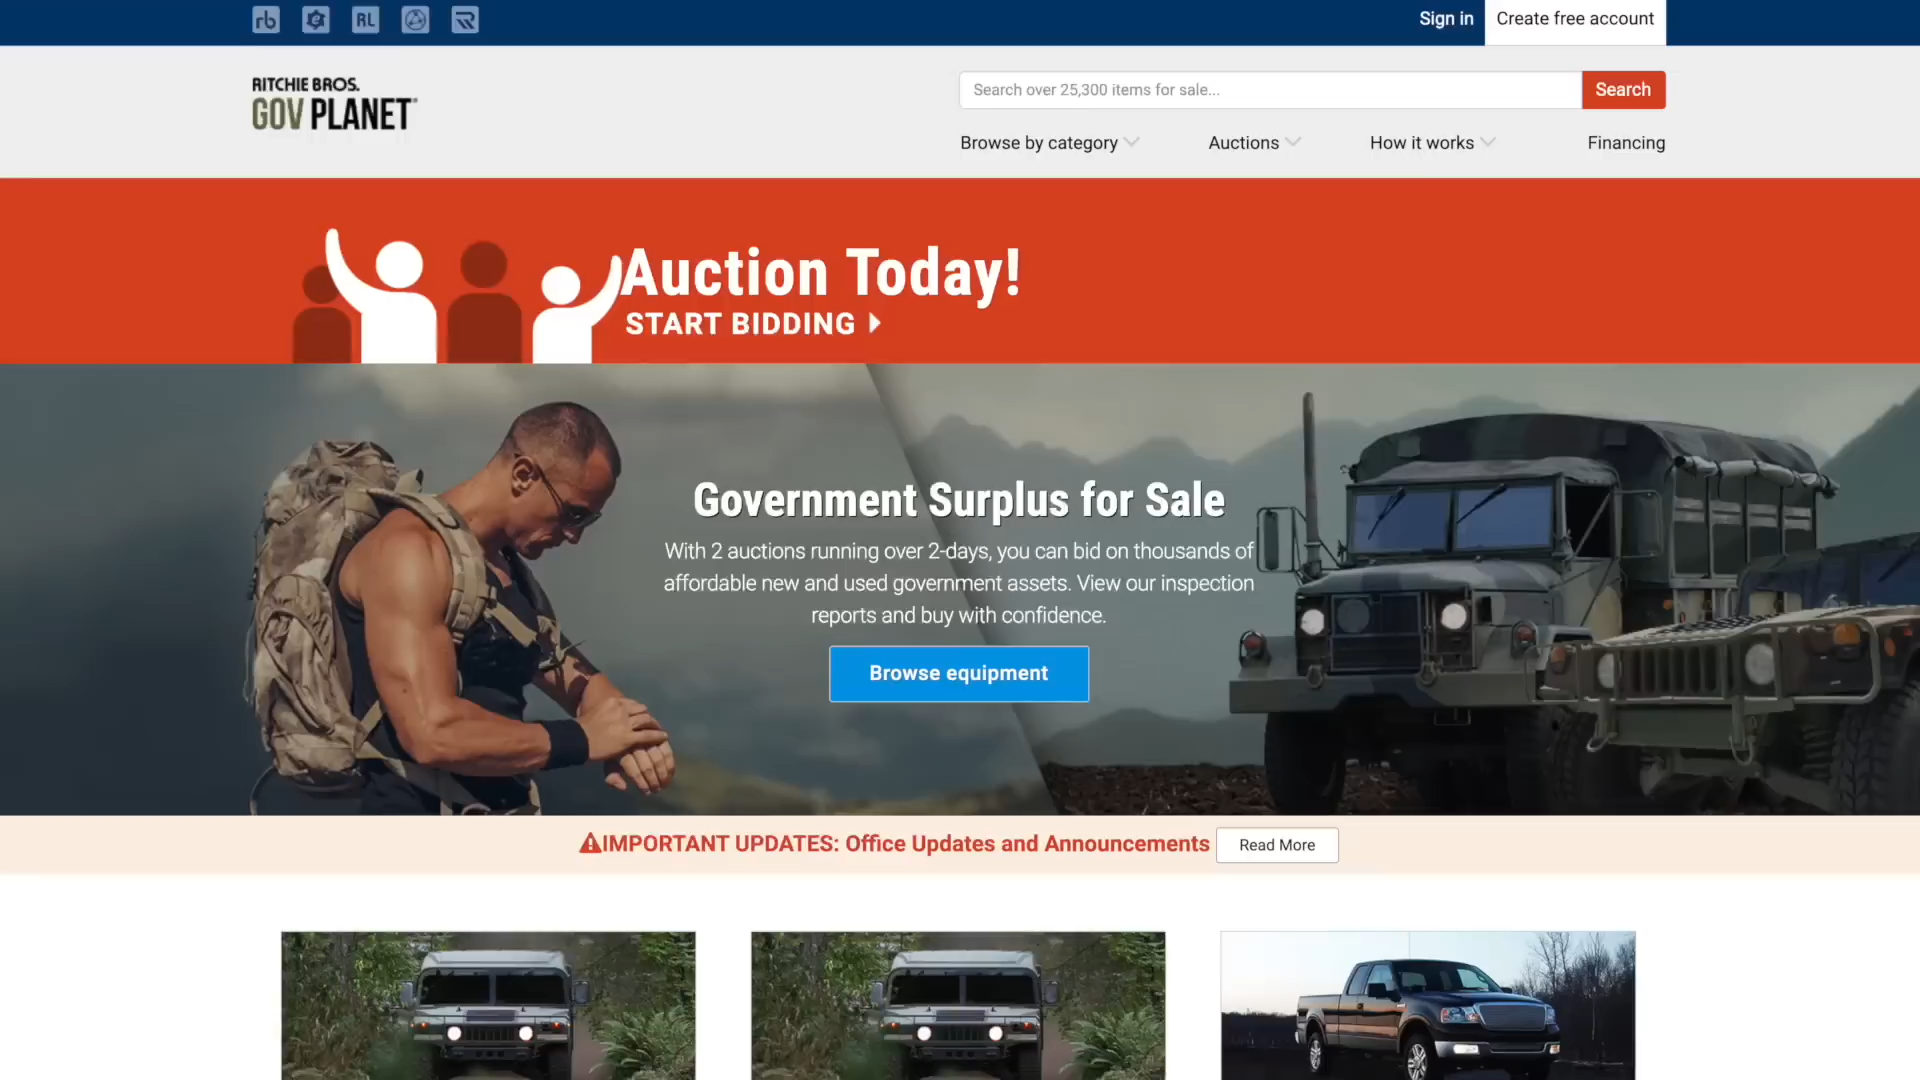 rb
RL
Sign in
Create free account
RITCHIE BROS.
GOV PLANET
Search over 25,300 items for sale...
Search
Browse by category
Auctions
How it works
Financing
Auction Today!
START BIDDING
Government Surplus for Sale
With 2 auctions running over 2-days, you can bid on thousands of
affordable new and used government assets. View our inspection
reports and buy with confidence.
Browse equipment
IMPORTANT UPDATES: Office Updates and Announcements
Read More